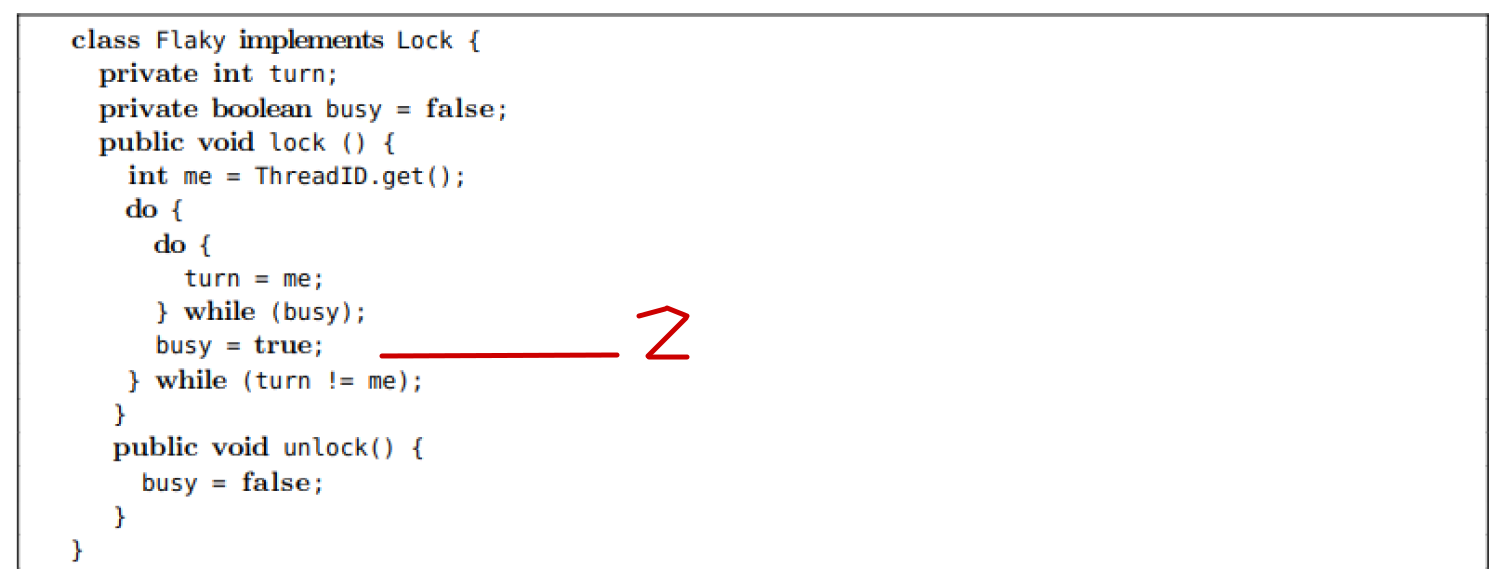 class Flaky implements Lock {
private int turn;
private boolean busy = false;
public void lock () {
int me = ThreadID.get();
do {
do {
turn = me;
} while (busy);
busy = true; 2
} while (turn != me);
}
public void unlock() {
busy = false;
}
}